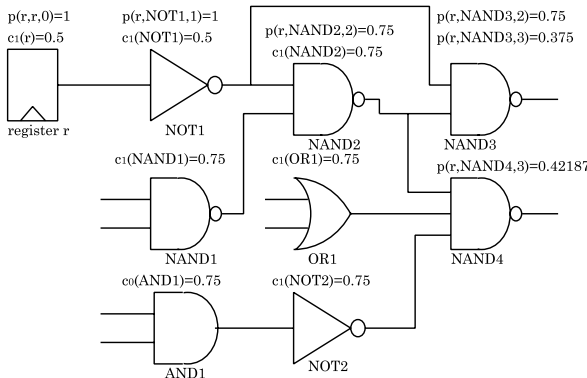 p(r,r,0)=1
c1(r)=0.5
p(r,NOT1,1)=1
c1(NOT1)=0.5
p(r,NAND2,2)=0.75
c1(NAND2)=0.75
p(r,NAND3,2)=0.75
p(r,NAND3,3)=0.375
register r
NOT1
NAND2
NAND3
c1(NAND1)=0.75
c1(OR1)=0.75
p(r,NAND4,3)=0.42187
NAND1
OR1
NAND4
c0(AND1)=0.75
c1(NOT2)=0.75
AND1
NOT2